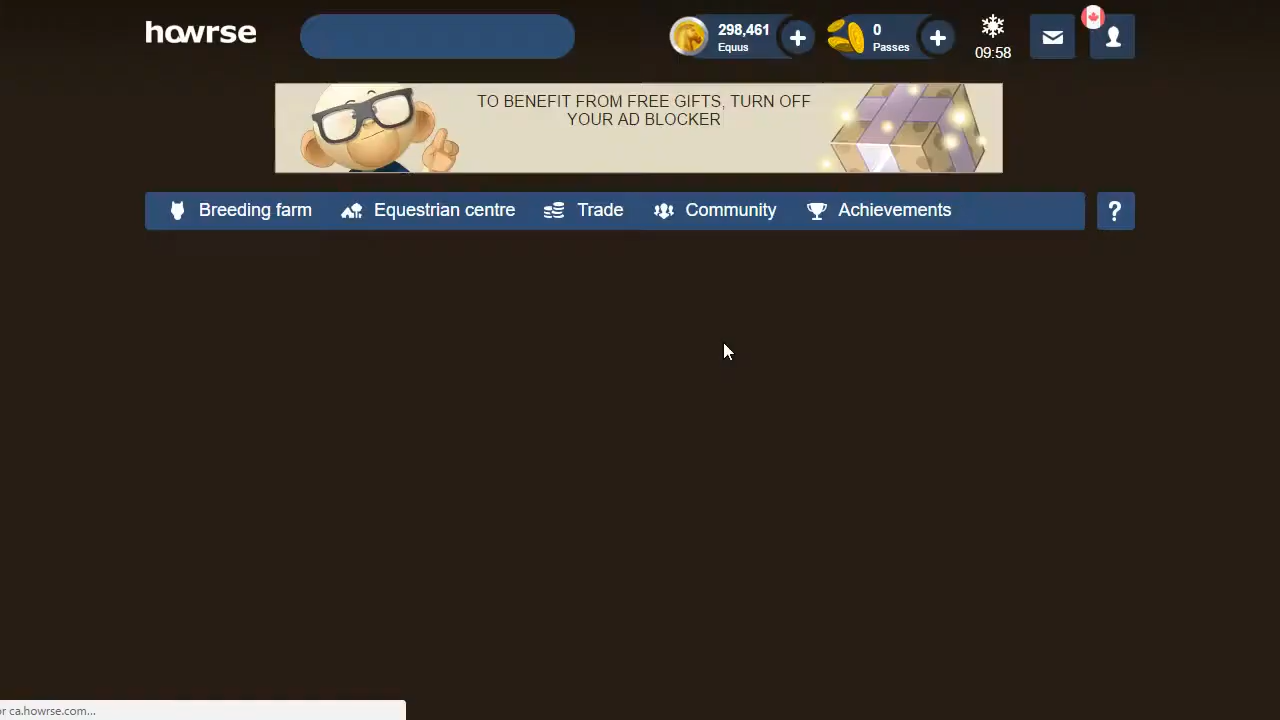 howrse
298,461
Equus
0
Passes
09:58
TO BENEFIT FROM FREE GIFTS, TURN OFF
YOUR AD BLOCKER
Breeding farm
Equestrian centre
Trade
Community
Achievements
?
or ca.howrse.com...